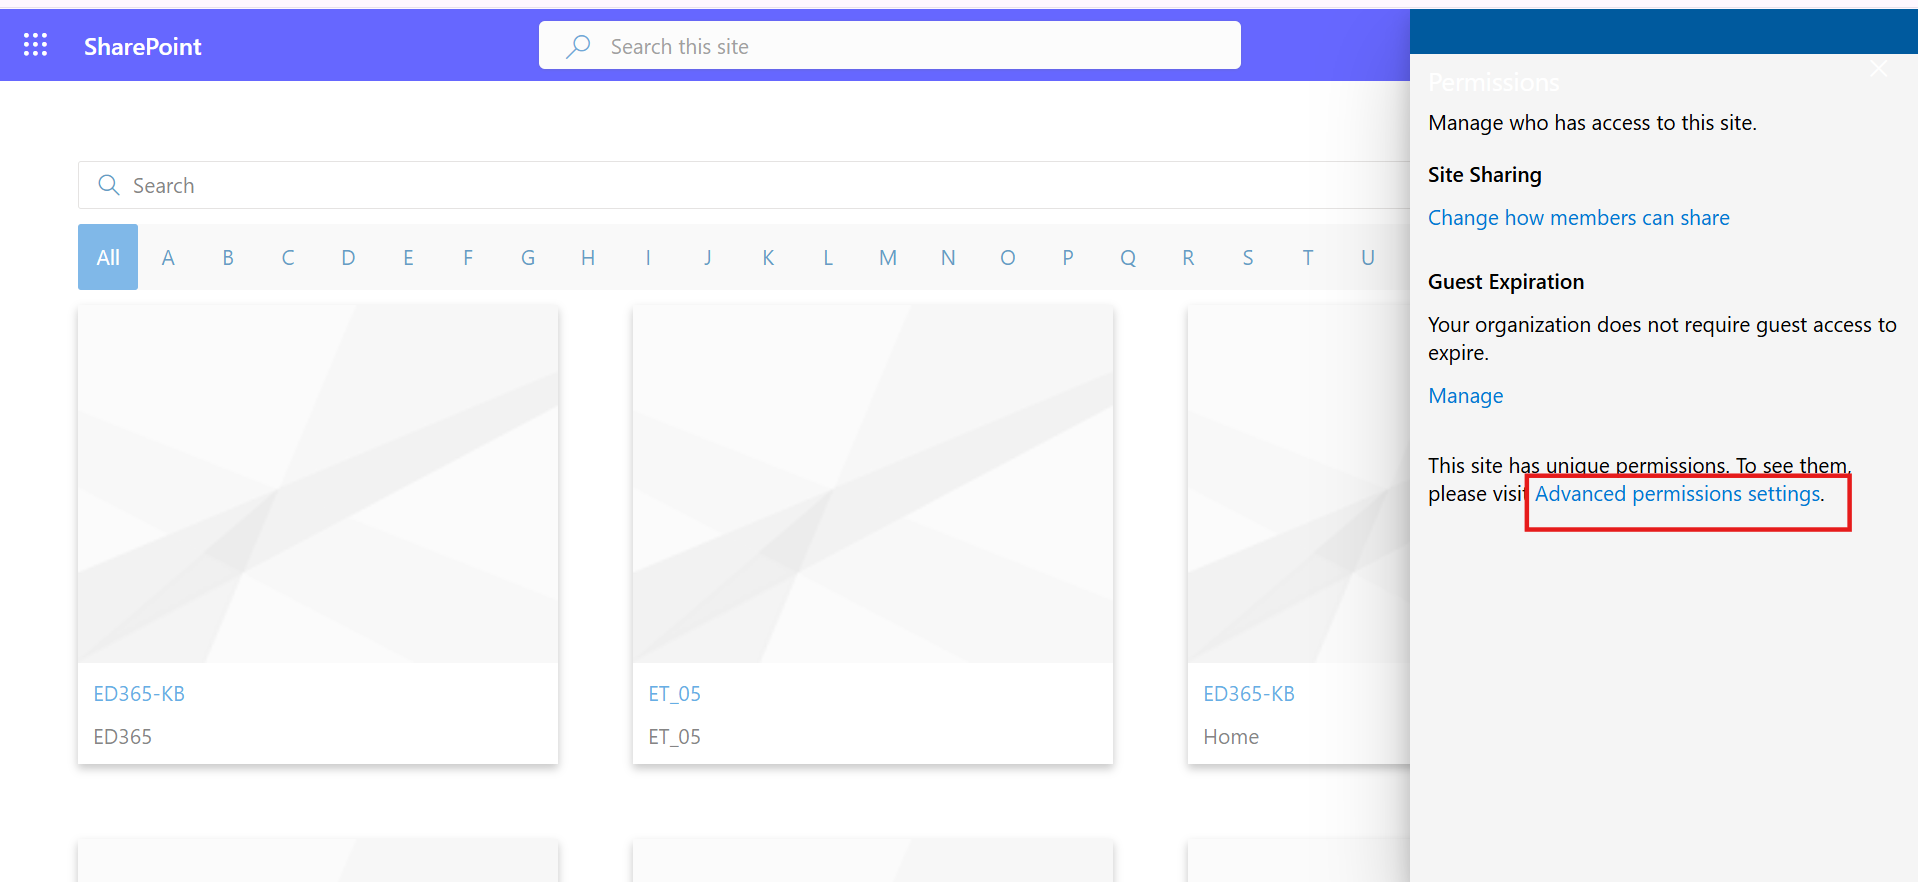 SharePoint
Search this site
Search
All A B C D E F G H I J K L M N O P Q R S T U
ED365-KB
ED365
ET_05
ET_05
ED365-KB
Home
Permissions
Manage who has access to this site.
Site Sharing
Change how members can share
Guest Expiration
Your organization does not require guest access to
expire.
Manage
This site has unique permissions. To see them,
please visit Advanced permissions settings.